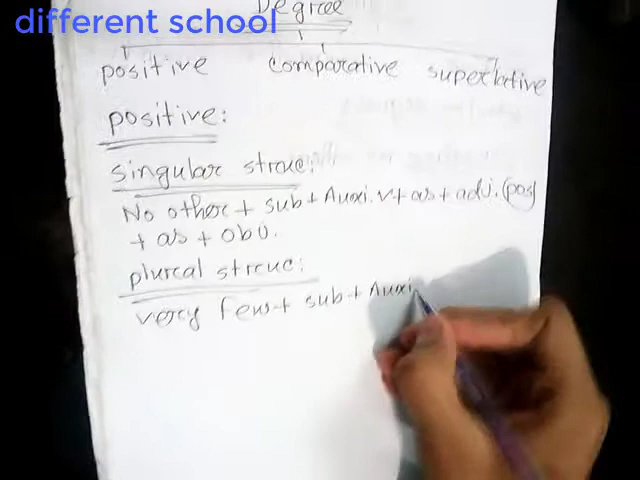 different school
Degree
positive comparative superlative
positive:
singular struc:
No other + sub + Auxi. v + as + adj. (pos)
+ as + obj.
plural struc:
very few + sub + Auxi